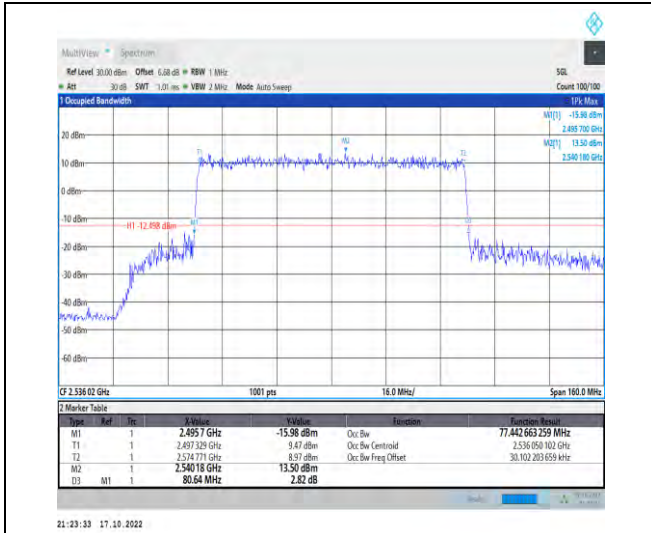 MultiView Spectrum
Ref Level 30.00 dBm Offset 6.68 dB RBW 1 MHz SGL
Att 30 dB SWT 1.01 ms VBW 2 MHz Mode Auto Sweep Count 100/100
1 Occupied Bandwidth 1Pk Max
M1[1] -15.98 dBm
2.495 700 GHz
20 dBm
M2[1] 13.50 dBm
2.540 180 GHz
M2
T1 T2
10 dBm
0 dBm
-10 dBm
H1 -12.498 dBm M1
-20 dBm
-30 dBm
-40 dBm
-50 dBm
-60 dBm
CF 2.536 02 GHz 1001 pts 16.0 MHz/ Span 160.0 MHz
2 Marker Table
Type Ref Trc X-Value Y-Value Function Function Result
M1 1 2.495 7 GHz -15.98 dBm Occ Bw 77.442 663 259 MHz
T1 1 2.497 329 GHz 9.47 dBm Occ Bw Centroid 2.536 050 102 GHz
T2 1 2.574 771 GHz 8.97 dBm Occ Bw Freq Offset 30.102 203 659 kHz
M2 1 2.540 18 GHz 13.50 dBm
D3 M1 1 80.64 MHz 2.82 dB
21:23:33 17.10.2022